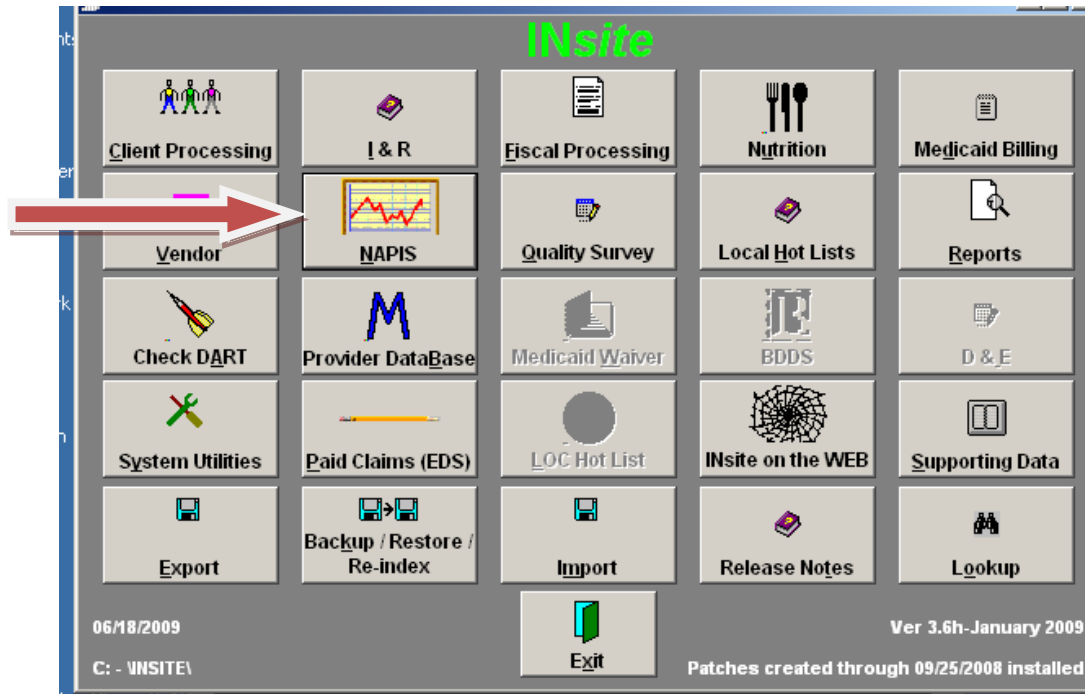 INsite
Client Processing
I & R
Fiscal Processing
Nutrition
Medicaid Billing
Vendor
NAPIS
Quality Survey
Local Hot Lists
Reports
Check DART
Provider DataBase
Medicaid Waiver
BDDS
D & E
System Utilities
Paid Claims (EDS)
LOC Hot List
INsite on the WEB
Supporting Data
Export
Backup / Restore /
Re-index
Import
Release Notes
Lookup
06/18/2009
Exit
Ver 3.6h-January 2009
C: - \INSITE\
Patches created through 09/25/2008 installed